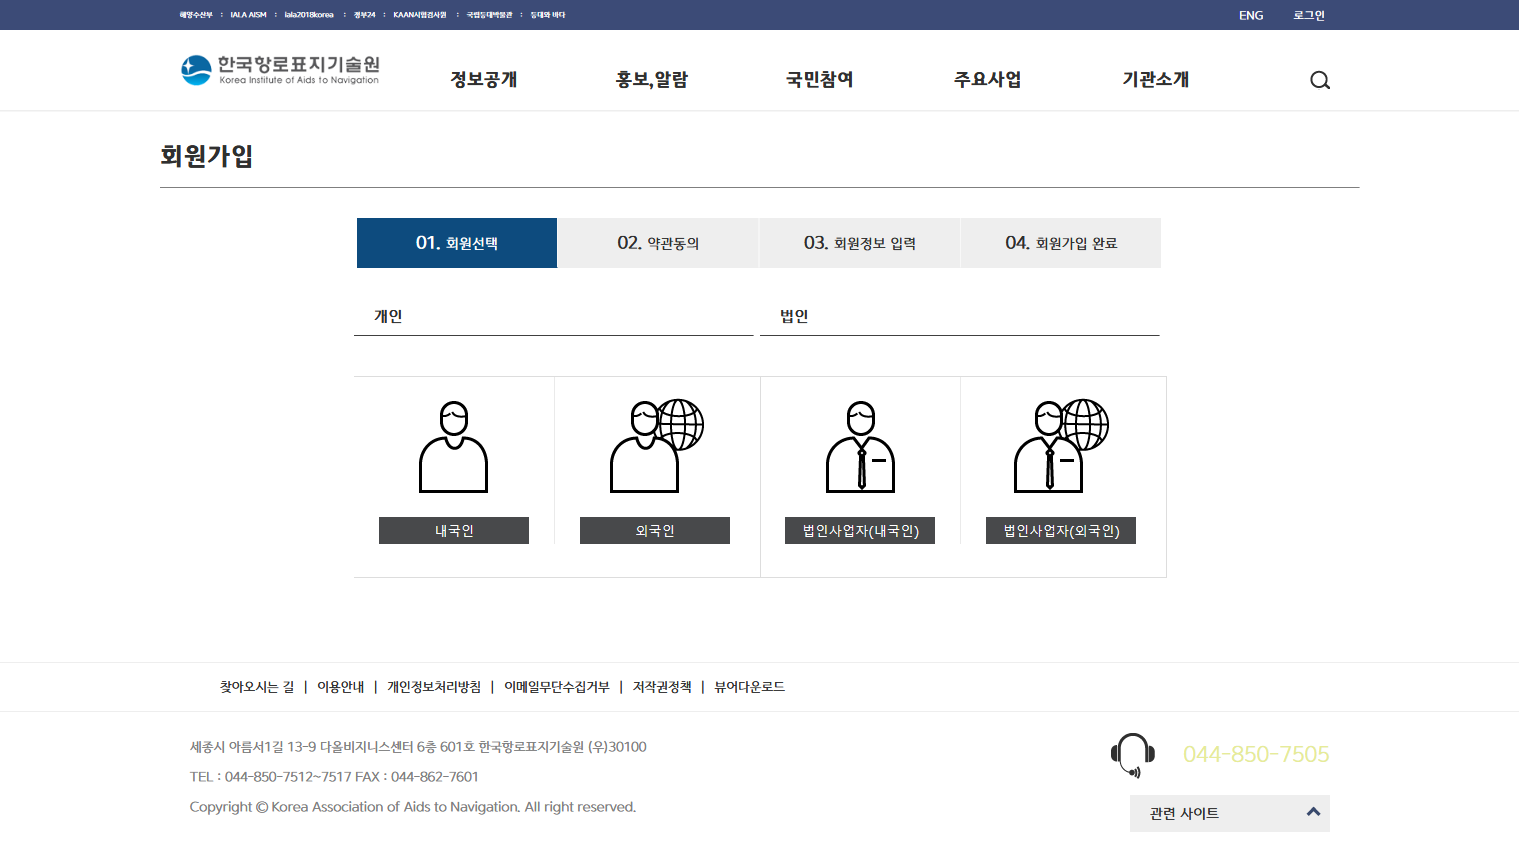 해양수산부 : IALA AISM : Iala2018korea : 정부24 : KAAN시험검사원 : 국립등대박물관 : 등대와 바다
ENG 로그인
한국항로표지기술원
Korea Institute of Aids to Navigation
정보공개 홍보,알람 국민참여 주요사업 기관소개
회원가입
01. 회원선택 02. 약관동의 03. 회원정보 입력 04. 회원가입 완료
개인 법인
내국인 외국인 법인사업자(내국인) 법인사업자(외국인)
찾아오시는 길 | 이용안내 | 개인정보처리방침 | 이메일무단수집거부 | 저작권정책 | 뷰어다운로드
세종시 아름서1길 13-9 다올비지니스센터 6층 601호 한국항로표지기술원 (우)30100
TEL : 044-850-7512~7517 FAX : 044-862-7601
Copyright © Korea Association of Aids to Navigation. All right reserved.
044-850-7505
관련 사이트